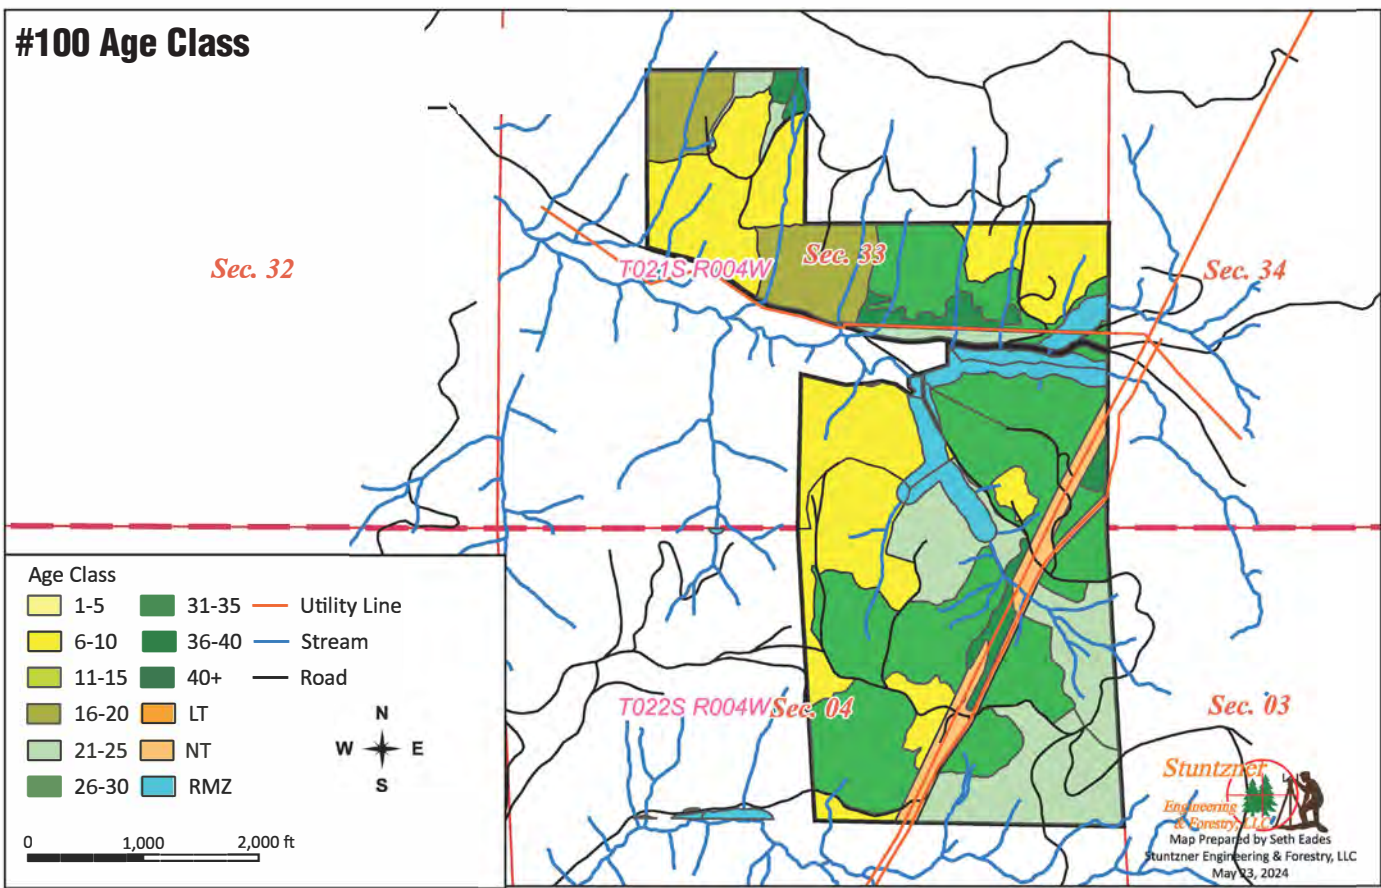 #100 Age Class
Sec. 32
T021S R004W
Sec. 33
Sec. 34
Age Class
1-5
31-35
Utility Line
6-10
36-40
Stream
11-15
40+
Road
16-20
LT
21-25
NT
26-30
RMZ
N
W E
S
0 1,000 2,000 ft
T022S R004W
Sec. 04
Sec. 03
Stuntzner
Engineering
& Forestry, LLC
Map Prepared by Seth Eades
Stuntzner Engineering & Forestry, LLC
May 23, 2024